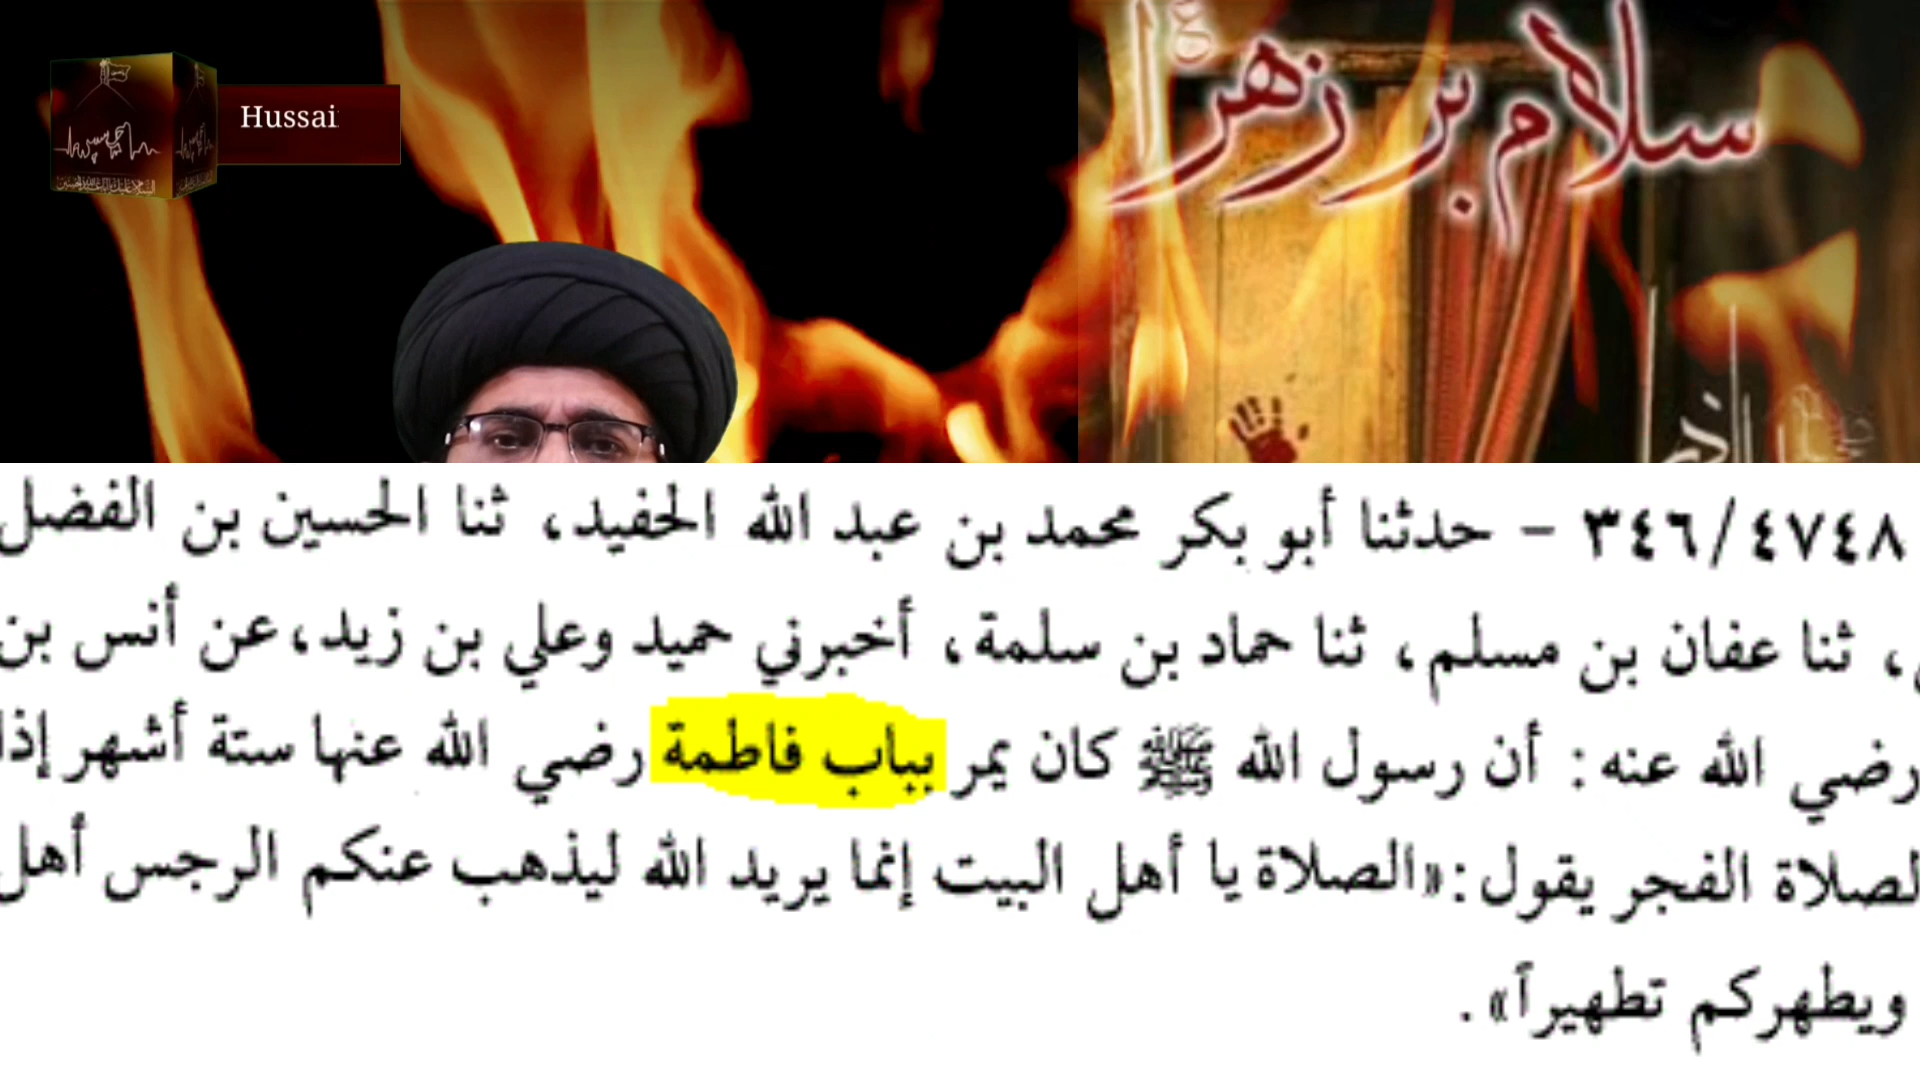 Hussai
سلام بر زهرا
٣٤٦/٤٧٤٨ – حدثنا أبو بكر محمد بن عبد الله الحفيد، ثنا الحسين بن الفضل
، ثنا عفان بن مسلم، ثنا حماد بن سلمة، أخبرني حميد وعلي بن زيد، عن أنس بن
رضي الله عنه: أن رسول الله ﷺ كان يمر بباب فاطمة رضي الله عنها ستة أشهر إذا
لصلاة الفجر يقول: «الصلاة يا أهل البيت إنما يريد الله ليذهب عنكم الرجس أهل
ويطهركم تطهيراً».